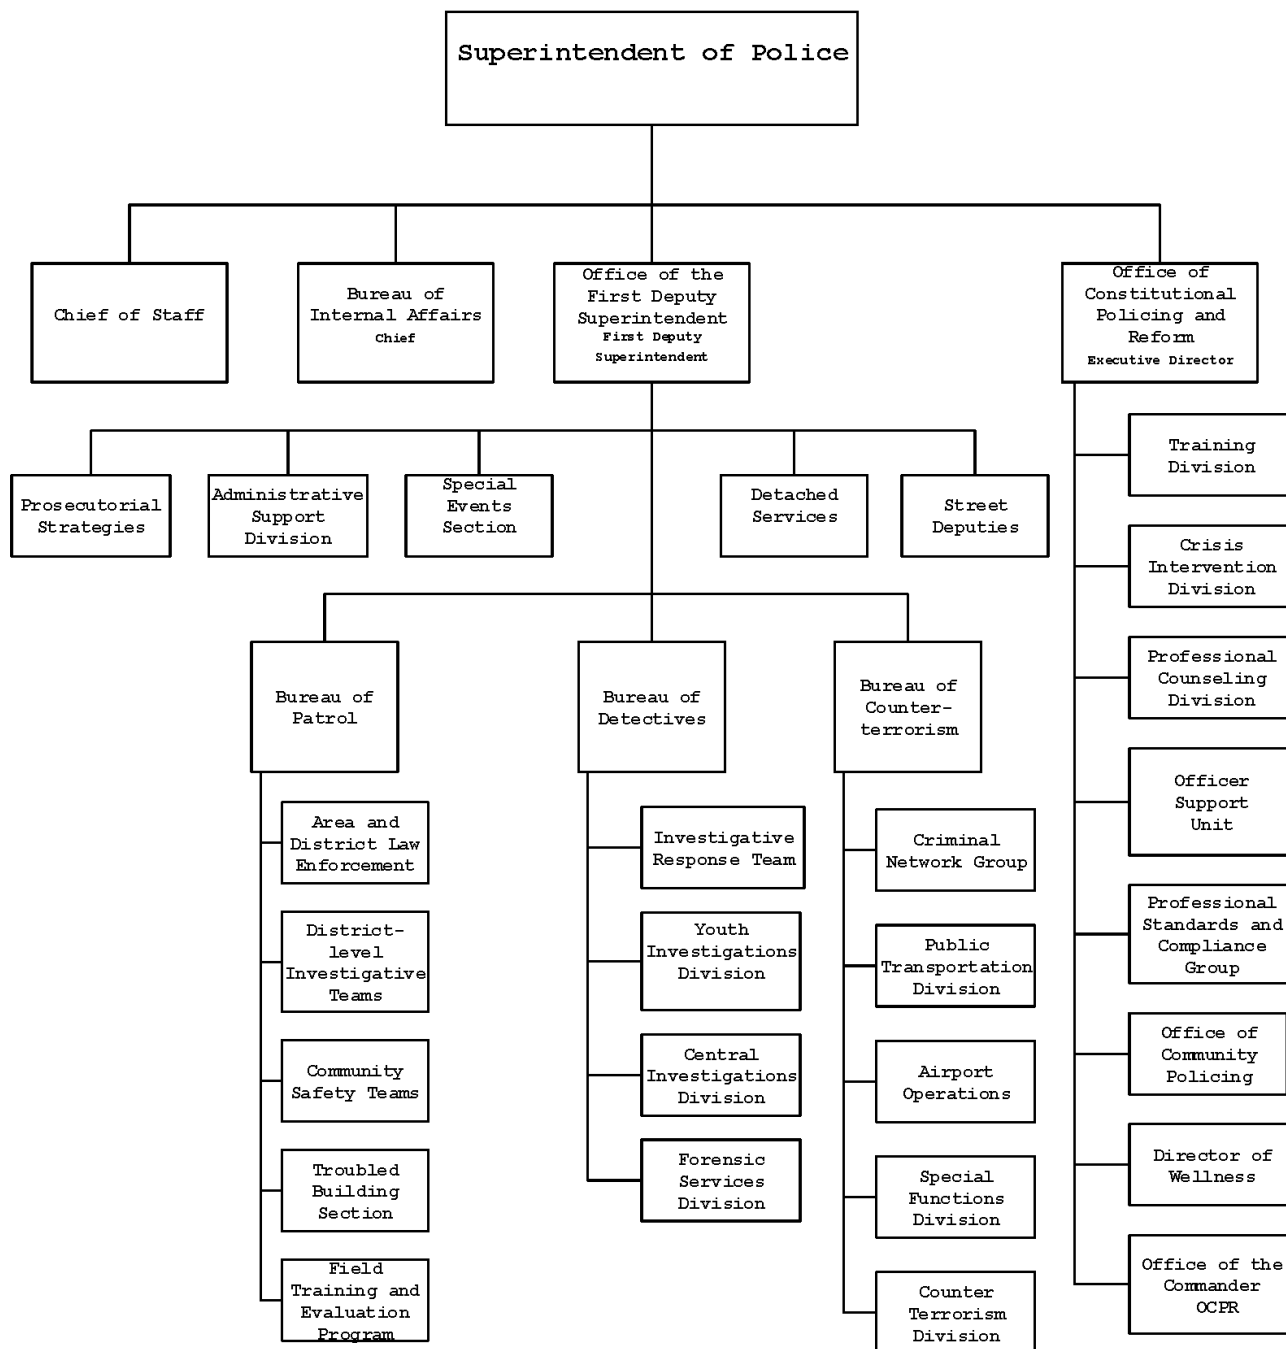 Superintendent of Police
Chief of Staff
Bureau of
Internal Affairs
Chief
Office of the
First Deputy
Superintendent
First Deputy
Superintendent
Office of
Constitutional
Policing and
Reform
Executive Director
Prosecutorial
Strategies
Administrative
Support
Division
Special
Events
Section
Detached
Services
Street
Deputies
Bureau of
Patrol
Area and
District Law
Enforcement
District-
level
Investigative
Teams
Community
Safety Teams
Troubled
Building
Section
Field
Training and
Evaluation
Program
Bureau of
Detectives
Investigative
Response Team
Youth
Investigations
Division
Central
Investigations
Division
Forensic
Services
Division
Bureau of
Counter-
terrorism
Criminal
Network Group
Public
Transportation
Division
Airport
Operations
Special
Functions
Division
Counter
Terrorism
Division
Training
Division
Crisis
Intervention
Division
Professional
Counseling
Division
Officer
Support
Unit
Professional
Standards and
Compliance
Group
Office of
Community
Policing
Director of
Wellness
Office of the
Commander
OCPR